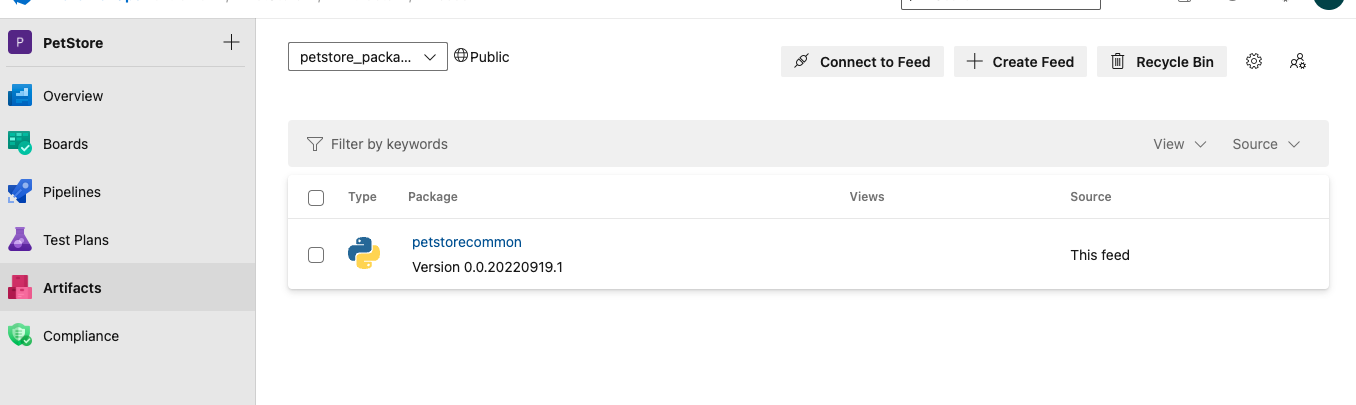 P PetStore
Overview
Boards
Pipelines
Test Plans
Artifacts
Compliance
petstore_packa... Public
Connect to Feed Create Feed Recycle Bin
Filter by keywords View Source
Type Package Views Source
petstorecommon
Version 0.0.20220919.1
This feed